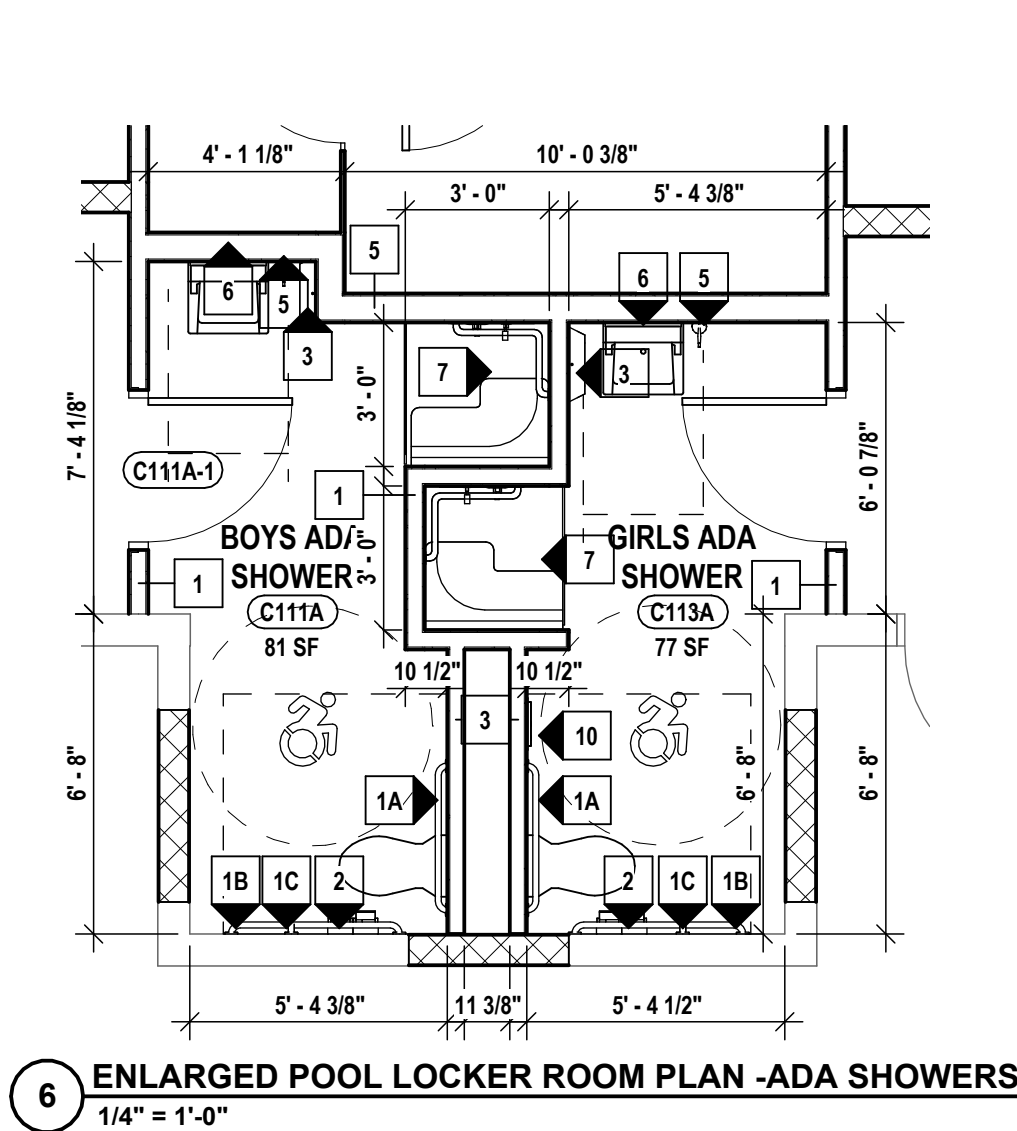 4' - 1 1/8"
10' - 0 3/8"
3' - 0"
5' - 4 3/8"
5
6
5
6
5
3
7
3
3' - 0"
7' - 4 1/8"
6' - 0 7/8"
C111A-1
1
BOYS ADA
SHOWER
3' - 0"
GIRLS ADA
SHOWER
7
1
1
C111A
81 SF
C113A
77 SF
10 1/2"
10 1/2"
3
10
6' - 8"
6' - 8"
6' - 8"
1A
1A
1B
1C
2
2
1C
1B
5' - 4 3/8"
11 3/8"
5' - 4 1/2"
6
ENLARGED POOL LOCKER ROOM PLAN -ADA SHOWERS
1/4" = 1'-0"